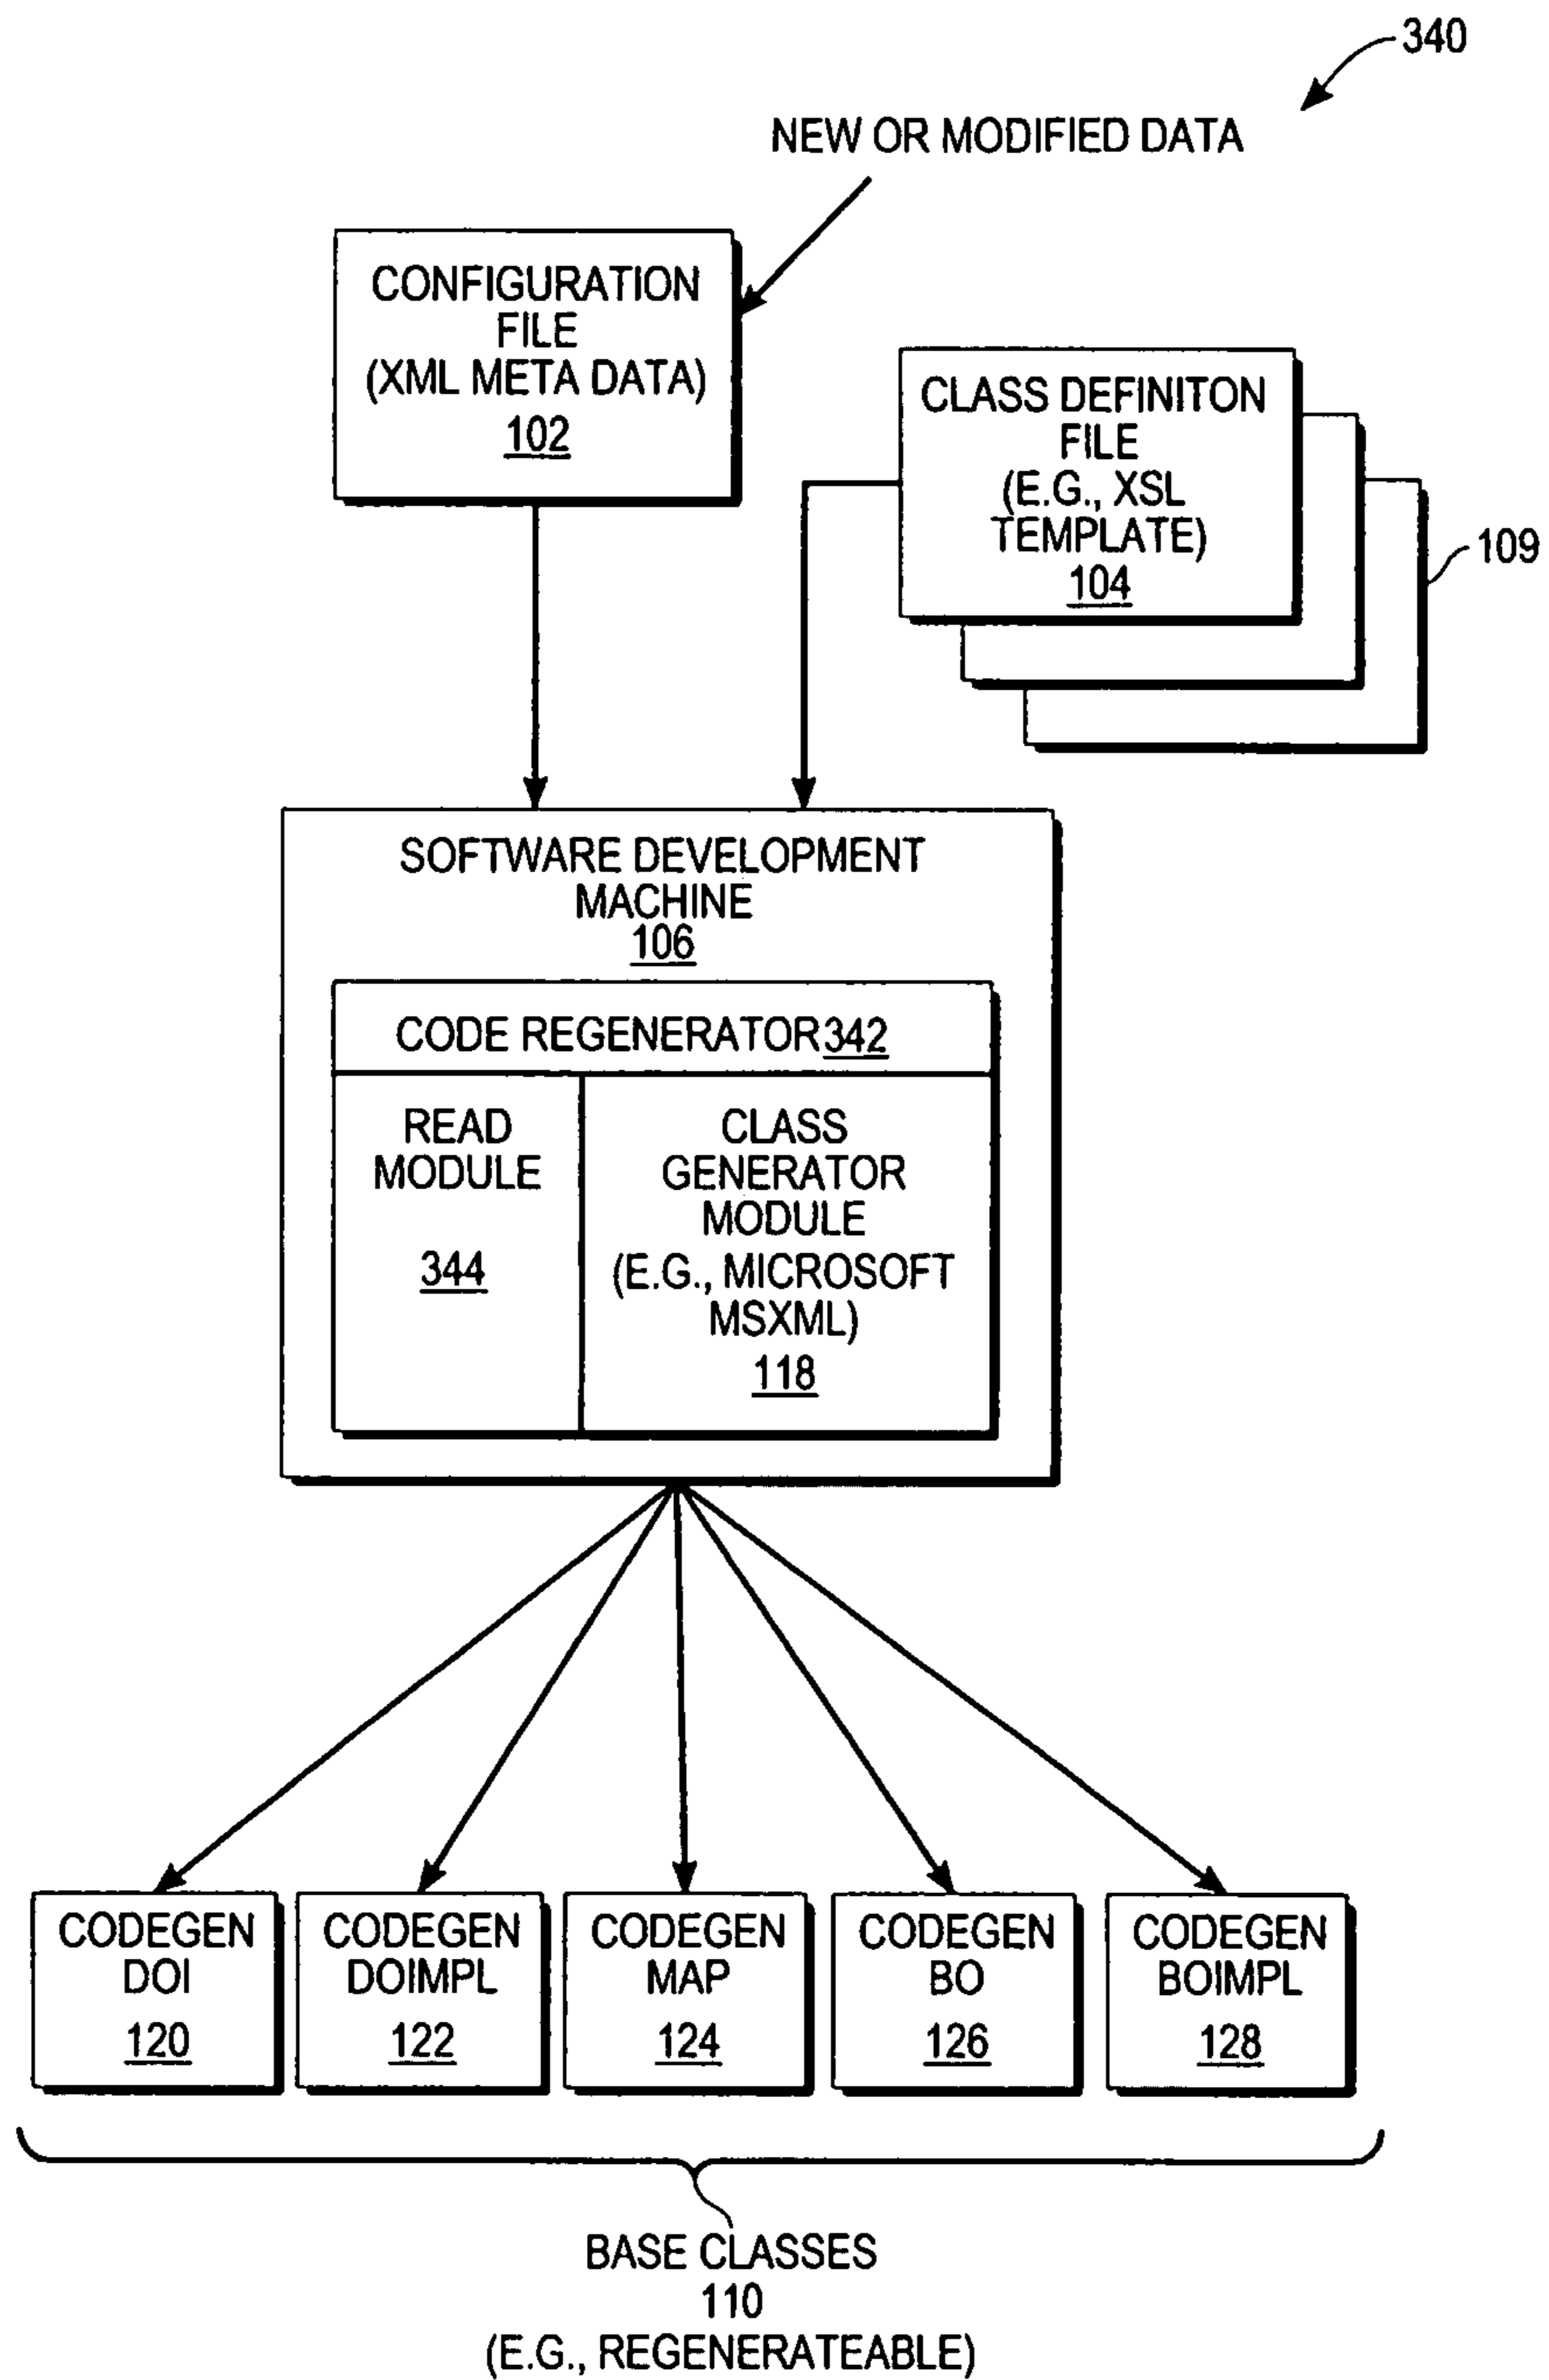 340
NEW OR MODIFIED DATA
CONFIGURATION
FILE
(XML META DATA)
102
CLASS DEFINITON
FILE
(E.G., XSL
TEMPLATE)
104
109
SOFTWARE DEVELOPMENT
MACHINE
106
CODE REGENERATOR 342
READ
MODULE
344
CLASS
GENERATOR
MODULE
(E.G., MICROSOFT
MSXML)
118
CODEGEN
DOI
120
CODEGEN
DOIMPL
122
CODEGEN
MAP
124
CODEGEN
BO
126
CODEGEN
BOIMPL
128
BASE CLASSES
110
(E.G., REGENERATEABLE)